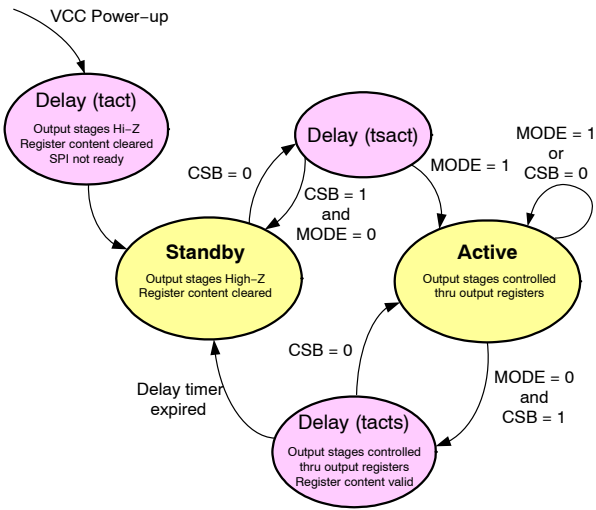 VCC Power−up
Delay (tact)
Output stages Hi−Z
Register content cleared
SPI not ready
Delay (tsact)
CSB = 0
CSB = 1
and
MODE = 0
MODE = 1
MODE = 1
or
CSB = 0
Standby
Output stages High−Z
Register content cleared
Active
Output stages controlled
thru output registers
CSB = 0
Delay timer
expired
MODE = 0
and
CSB = 1
Delay (tacts)
Output stages controlled
thru output registers
Register content valid